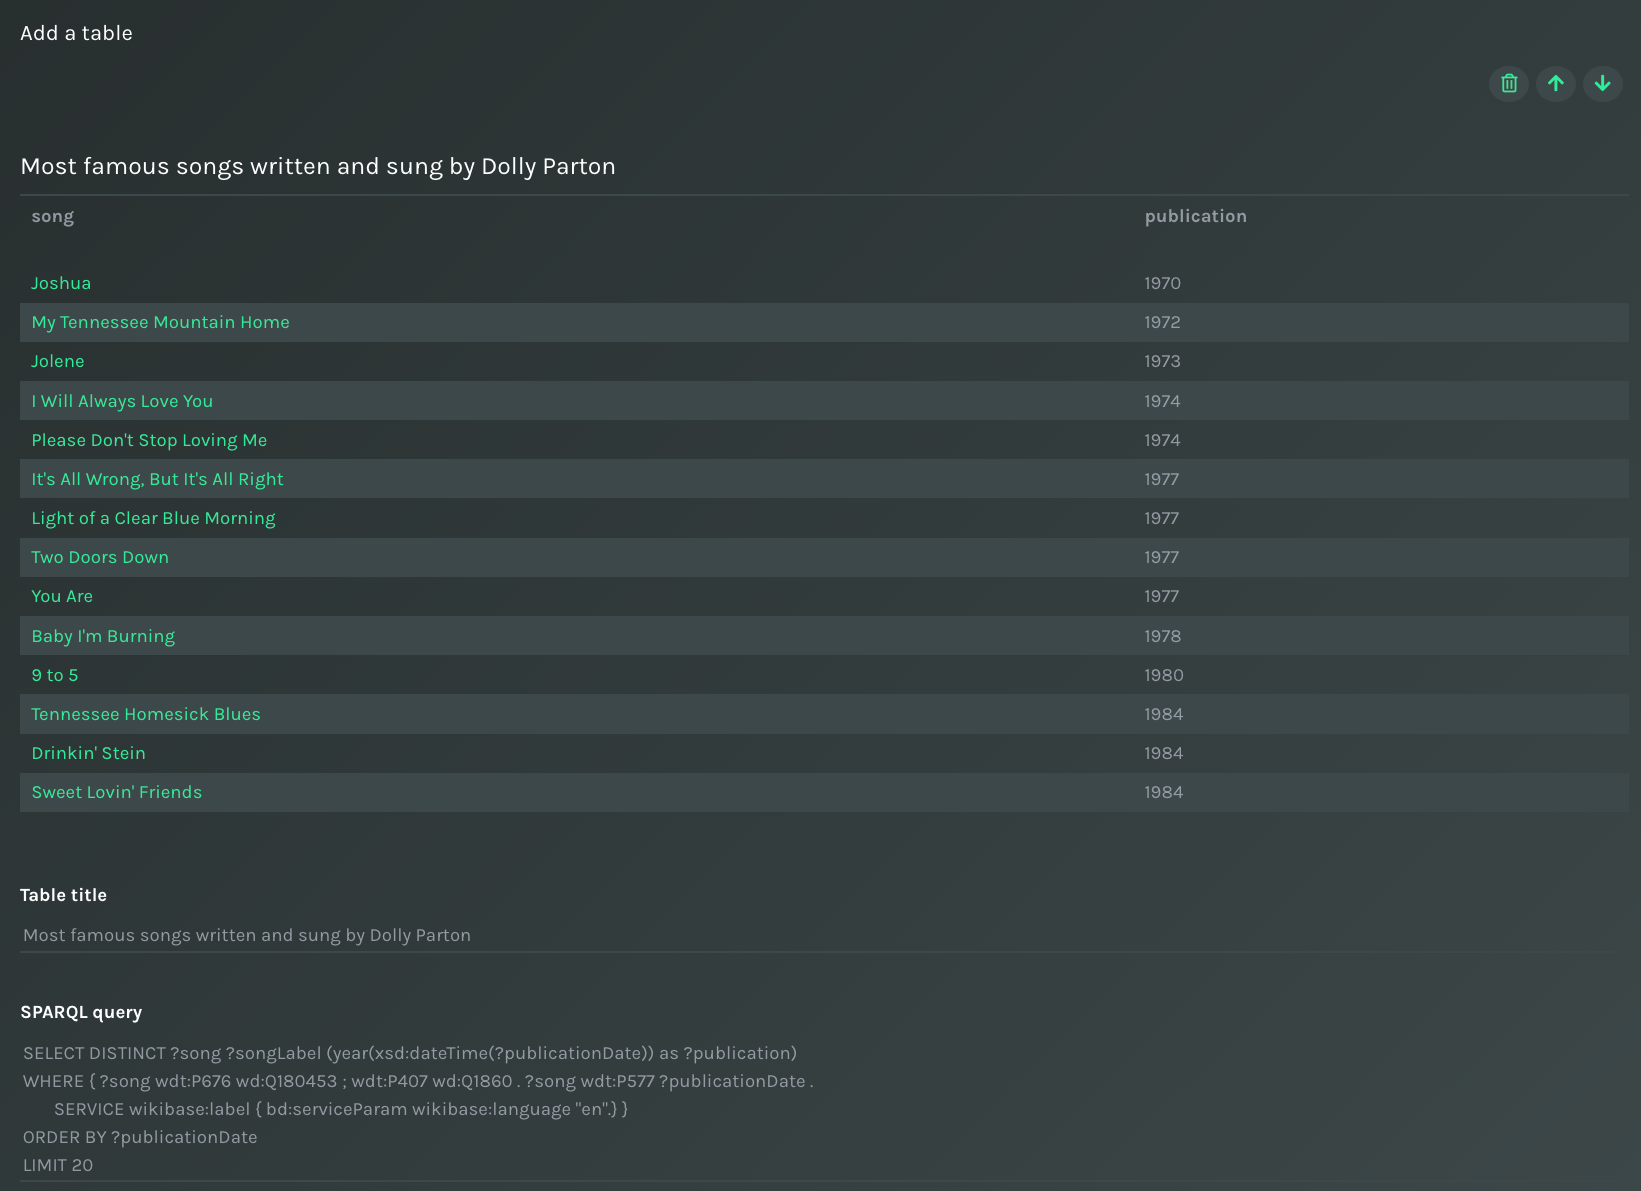 Add a table
Most famous songs written and sung by Dolly Parton
song publication
Joshua 1970
My Tennessee Mountain Home 1972
Jolene 1973
I Will Always Love You 1974
Please Don't Stop Loving Me 1974
It's All Wrong, But It's All Right 1977
Light of a Clear Blue Morning 1977
Two Doors Down 1977
You Are 1977
Baby I'm Burning 1978
9 to 5 1980
Tennessee Homesick Blues 1984
Drinkin' Stein 1984
Sweet Lovin' Friends 1984
Table title
Most famous songs written and sung by Dolly Parton
SPARQL query
SELECT DISTINCT ?song ?songLabel (year(xsd:dateTime(?publicationDate)) as ?publication)
WHERE { ?song wdt:P676 wd:Q180453 ; wdt:P407 wd:Q1860 . ?song wdt:P577 ?publicationDate .
SERVICE wikibase:label { bd:serviceParam wikibase:language "en".} }
ORDER BY ?publicationDate
LIMIT 20